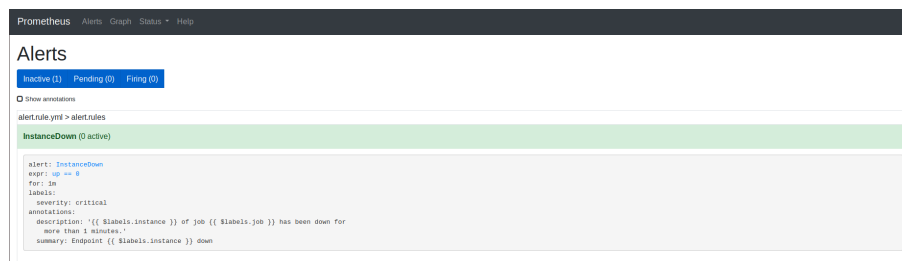 Prometheus Alerts Graph Status Help
Alerts
Inactive (1) Pending (0) Firing (0)
Show annotations
alert.rule.yml > alert.rules
InstanceDown (0 active)
alert: InstanceDown
expr: up == 0
for: 1m
labels:
severity: critical
annotations:
description: '{{ $labels.instance }} of job {{ $labels.job }} has been down for
more than 1 minutes.'
summary: Endpoint {{ $labels.instance }} down